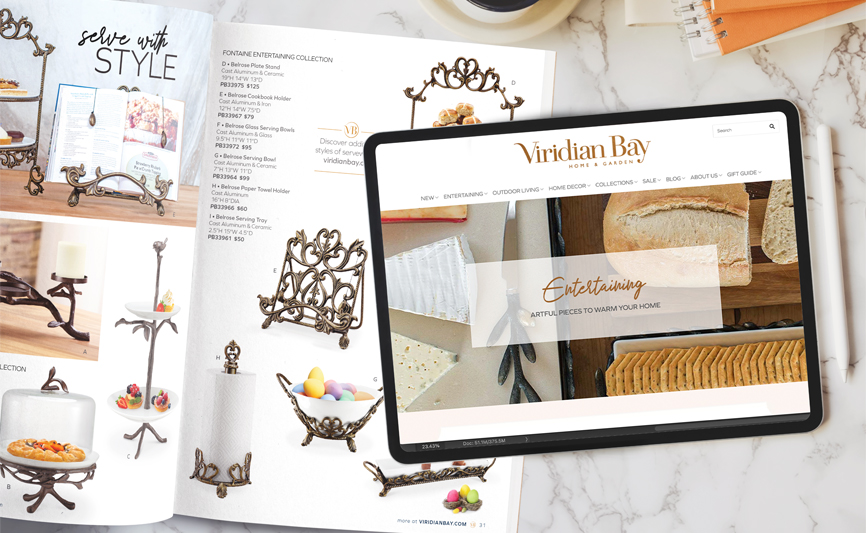 serve with
STYLE
FONTAINE ENTERTAINING COLLECTION
D • Belrose Plate Stand
Cast Aluminum & Ceramic
19"H 14"W 13"D
PB33975 $125
E • Belrose Cookbook Holder
Cast Aluminum & Iron
12"H 14"W 7.5"D
PB33967 $79
F • Belrose Glass Serving Bowls
Cast Aluminum & Glass
9.5"H 11"W 11"D
PB33972 $95
G • Belrose Serving Bowl
Cast Aluminum & Ceramic
7"H 13"W 11"D
PB33964 $99
H • Belrose Paper Towel Holder
Cast Aluminum
16"H 8"DIA
PB33966 $60
I • Belrose Serving Tray
Cast Aluminum & Ceramic
2.5"H 15"W 4.5"D
PB33961 $50
VB
Discover
styles of
viridianbay.c
D
E
H
G
A
C
B
LECTION
more at VIRIDIANBAY.COM VB 31
Viridian Bay
HOME & GARDEN
Search
NEW
ENTERTAINING
OUTDOOR LIVING
HOME DECOR
COLLECTIONS
SALE
BLOG
ABOUT US
GIFT GUIDE
Entertaining
ARTFUL PIECES TO WARM YOUR HOME
23.43%